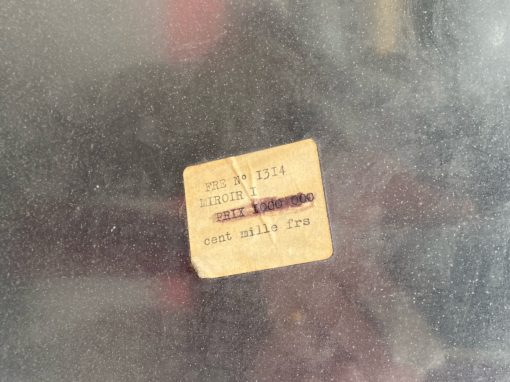 FRE N° 1314
MIROIR I
PRIX 1000 000
cent mille frs